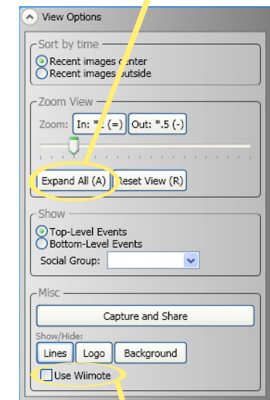 View Options
Sort by time
Recent images center
Recent images outside
Zoom View
Zoom: In: * (=) Out: *.5 (-)
Expand All (A) Reset View (R)
Show
Top-Level Events
Bottom-Level Events
Social Group:
Misc
Capture and Share
Show/Hide:
Lines Logo Background
Use Wiimote